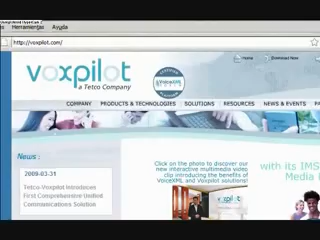 Herramientas Ayuda
http://voxpilot.com/
Home
Download Now
voxpilot
a Tetco Company
VoiceXML
COMPANY PRODUCTS & TECHNOLOGIES SOLUTIONS RESOURCES NEWS & EVENTS
News :
2009-03-31
Tetco-Voxpilot Introduces
First Comprehensive Unified
Communications Solution
Click on the photo to discover our
new interactive multimedia video
clip introducing the benefits of
VoiceXML and Voxpilot solutions!
with its IMS
Media
voxpilot